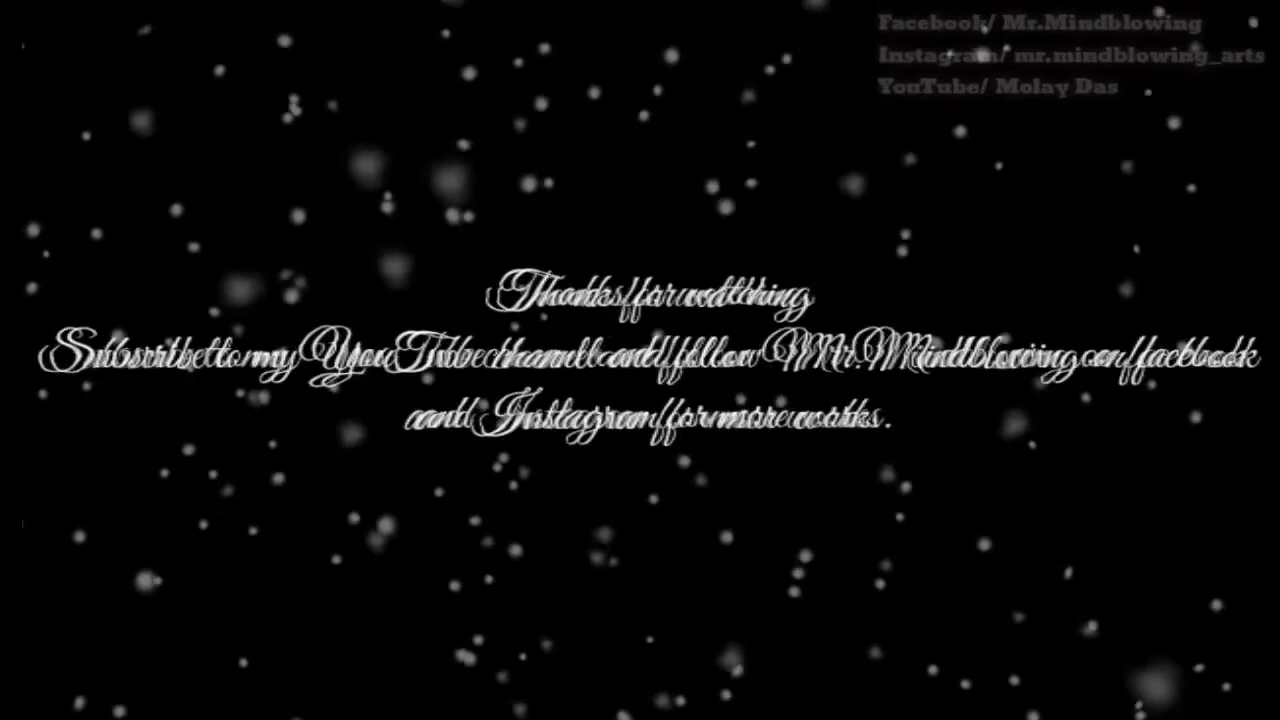 Facebook/ Mr.Mindblowing
Instagram/ mr.mindblowing_arts
YouTube/ Molay Das
Thanks for watching
Subscribe to my YouTube channel and follow Mr.Mindblowing on facebook
and Instagram for more works.